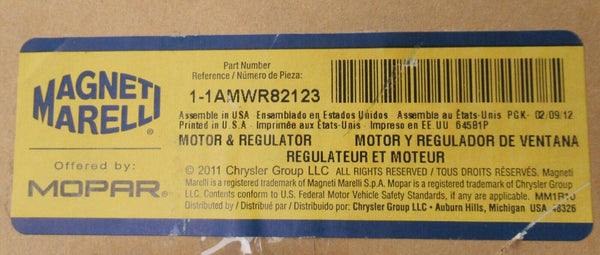 MAGNETI
MARELLI®
Offered by:
MOPAR®
Part Number
Reference / Número de Pieza:
1-1AMWR82123
Assemble in USA Ensamblado en Estados Quidos Assemble au États-Unis PGK- 02/09/12
Printed in U.S.A - Imprimée aux États-Unis - Impreso en EE.UU 64581P
MOTOR & REGULATOR MOTOR Y REGULADOR DE VENTANA
REGULATEUR ET MOTEUR
© 2011 Chrysler Group LLC ALL RIGHTS RESERVED / TOUS DROITS RÉSERVÉS. Magneti
Marelli is a registered trademark of Magneti Marelli S.p.A. Mopar is a registered trademark of Chrysler Group
LLC. Contents conform to U.S. Federal Motor Vehicle Safety Standards, if any are applicable. MM1R10
Distributed by / Distribué par / Distribuido por: Chrysler Group LLC • Auburn Hills, Michigan USA 48326